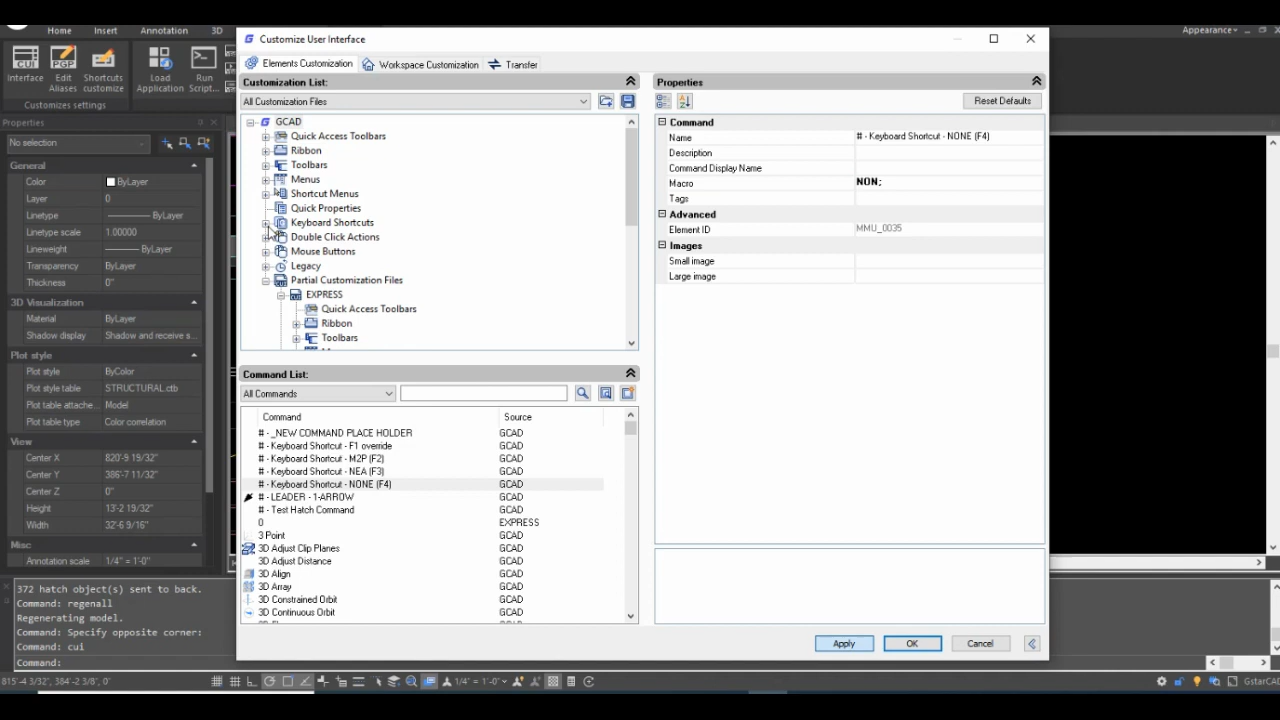 Home Insert Annotation 3D
Appearance
CUI
PGP
Interface
Edit Aliases
Shortcuts customize
Load Application
Run Script...
Customizes settings
Properties
No selection
General
Color ByLayer
Layer 0
Linetype ByLayer
Linetype scale 1.00000
Lineweight ByLayer
Transparency ByLayer
Thickness 0"
3D Visualization
Material ByLayer
Shadow display Shadow and receive s...
Plot style
Plot style ByColor
Plot style table STRUCTURAL.ctb
Plot table attache... Model
Plot table type Color correlation
View
Center X 820'-9 19/32"
Center Y 386'-7 11/32"
Center Z 0"
Height 13'-2 19/32"
Width 32'-6 9/16"
Misc
Annotation scale 1/4" = 1'-0"
Customize User Interface
Elements Customization Workspace Customization Transfer
Customization List:
All Customization Files
GCAD
Quick Access Toolbars
Ribbon
Toolbars
Menus
Shortcut Menus
Quick Properties
Keyboard Shortcuts
Double Click Actions
Mouse Buttons
Legacy
Partial Customization Files
EXPRESS
Quick Access Toolbars
Ribbon
Toolbars
Command List:
All Commands
Command Source
# - _NEW COMMAND PLACE HOLDER GCAD
# - Keyboard Shortcut - F1 override GCAD
# - Keyboard Shortcut - M2P (F2) GCAD
# - Keyboard Shortcut - NEA (F3) GCAD
# - Keyboard Shortcut - NONE (F4) GCAD
# - LEADER - 1-ARROW GCAD
# - Test Hatch Command GCAD
0 EXPRESS
3 Point GCAD
3D Adjust Clip Planes GCAD
3D Adjust Distance GCAD
3D Align GCAD
3D Array GCAD
3D Constrained Orbit GCAD
3D Continuous Orbit GCAD
Properties
Reset Defaults
Command
Name # - Keyboard Shortcut - NONE (F4)
Description
Command Display Name
Macro NON;
Tags
Advanced
Element ID MMU_0035
Images
Small image
Large image
Apply OK Cancel
372 hatch object(s) sent to back.
Command: regenall
Regenerating model.
Command: Specify opposite corner:
Command: cui
Command:
815'-4 3/32", 384'-2 3/8", 0'
1/4" = 1'-0"
GstarCAD